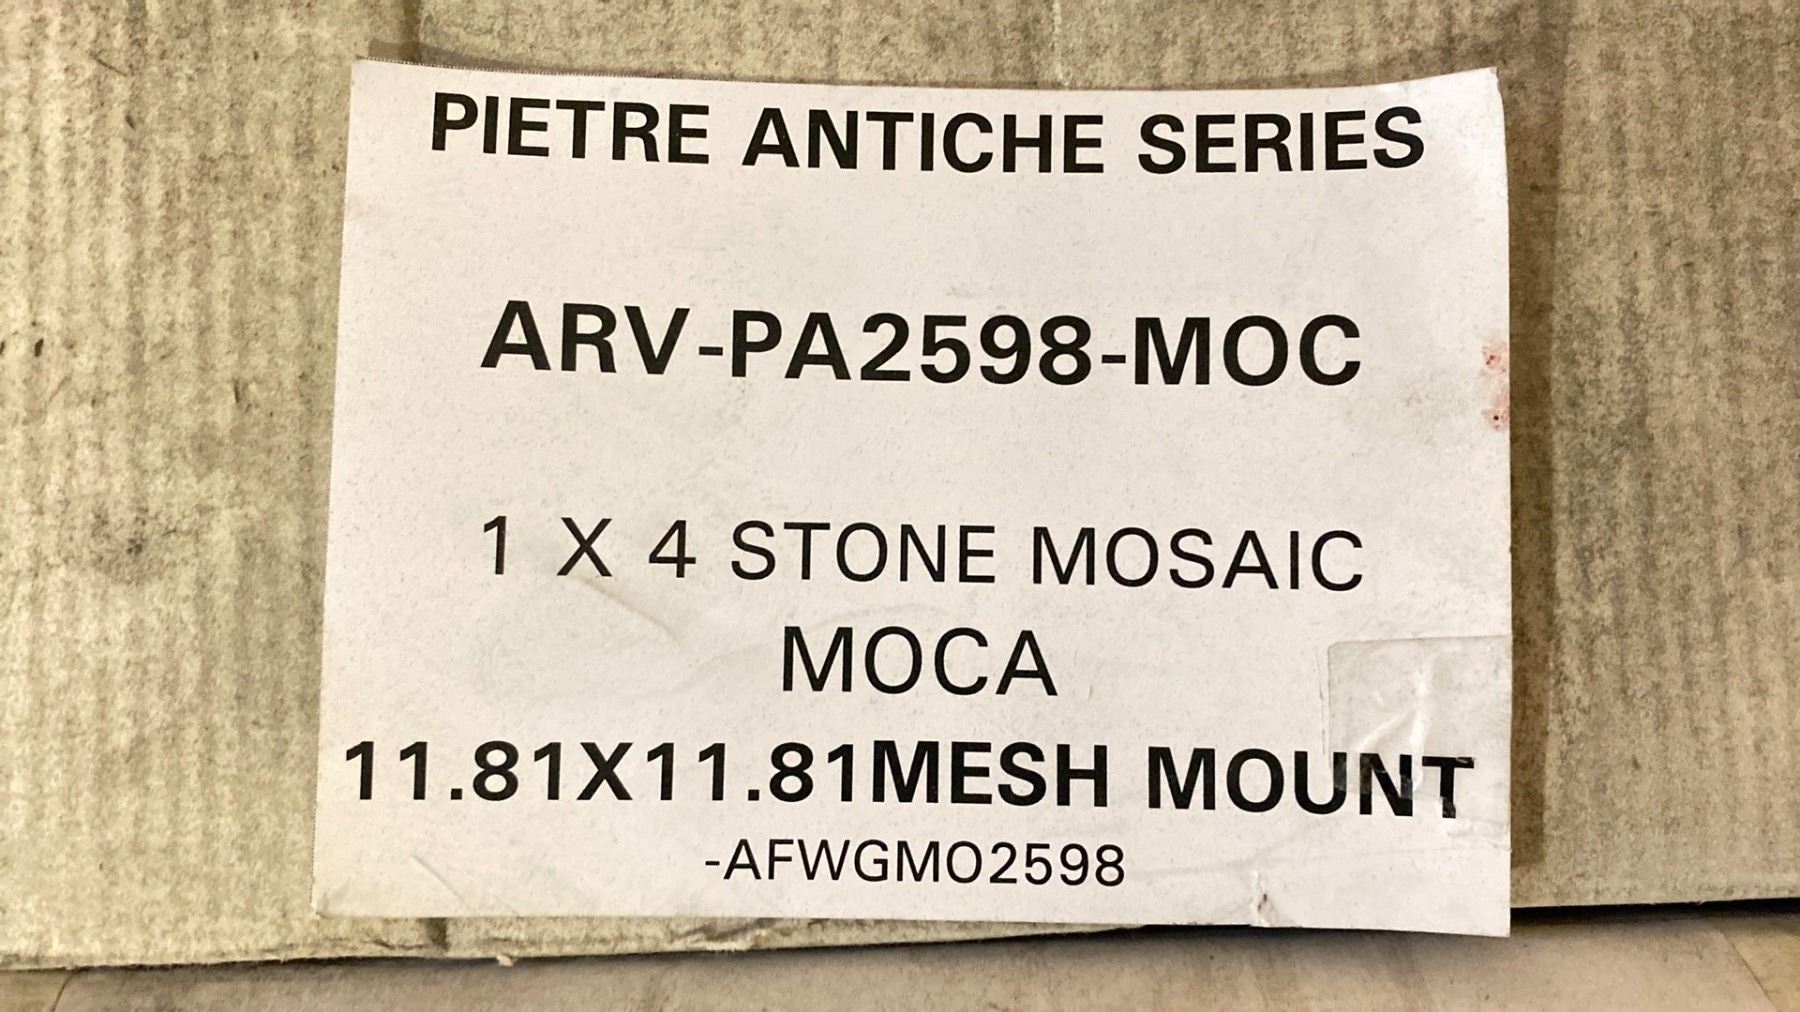 PIETRE ANTICHE SERIES
ARV-PA2598-MOC
1 X 4 STONE MOSAIC
MOCA
11.81X11.81MESH MOUNT
-AFWGMO2598